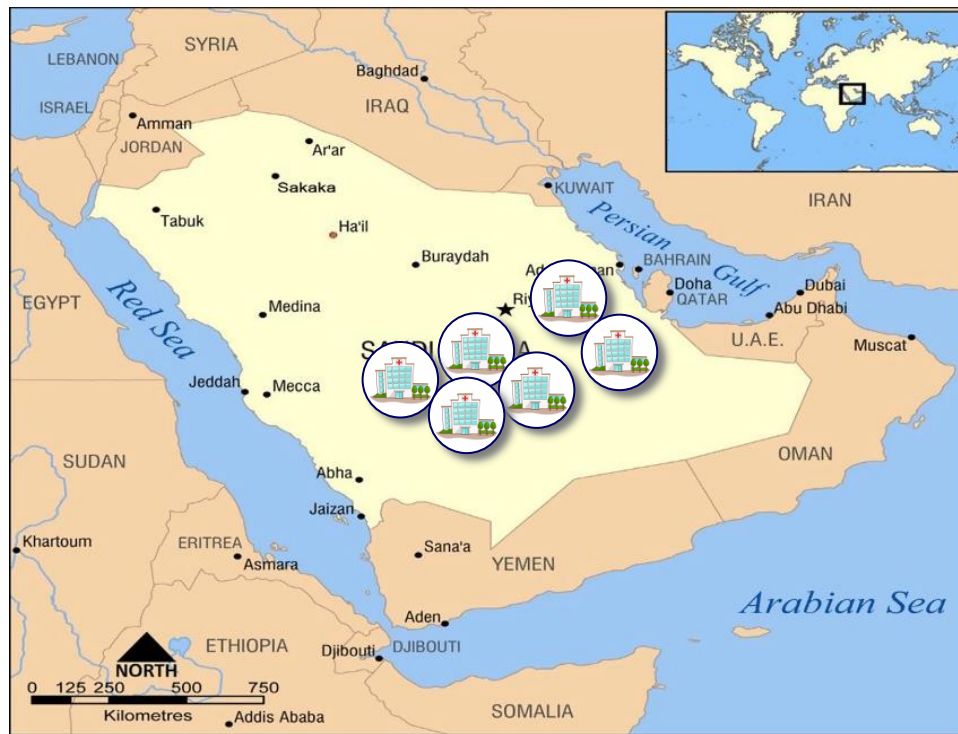 SYRIA
LEBANON
Baghdad
ISRAEL
IRAQ
Amman
JORDAN
Ar'ar
Sakaka
KUWAIT
IRAN
Tabuk
Ha'il
Persian
Gulf
Buraydah
BAHRAIN
Doha
QATAR
Dubai
Abu Dhabi
EGYPT
Red Sea
Medina
U.A.E.
Muscat
Jeddah
Mecca
OMAN
SUDAN
Abha
Jaizan
Khartoum
ERITREA
Asmara
Sana'a
YEMEN
Aden
Arabian Sea
ETHIOPIA
Djibouti
DJIBOUTI
NORTH
0 125 250 500 750
Kilometres
Addis Ababa
SOMALIA